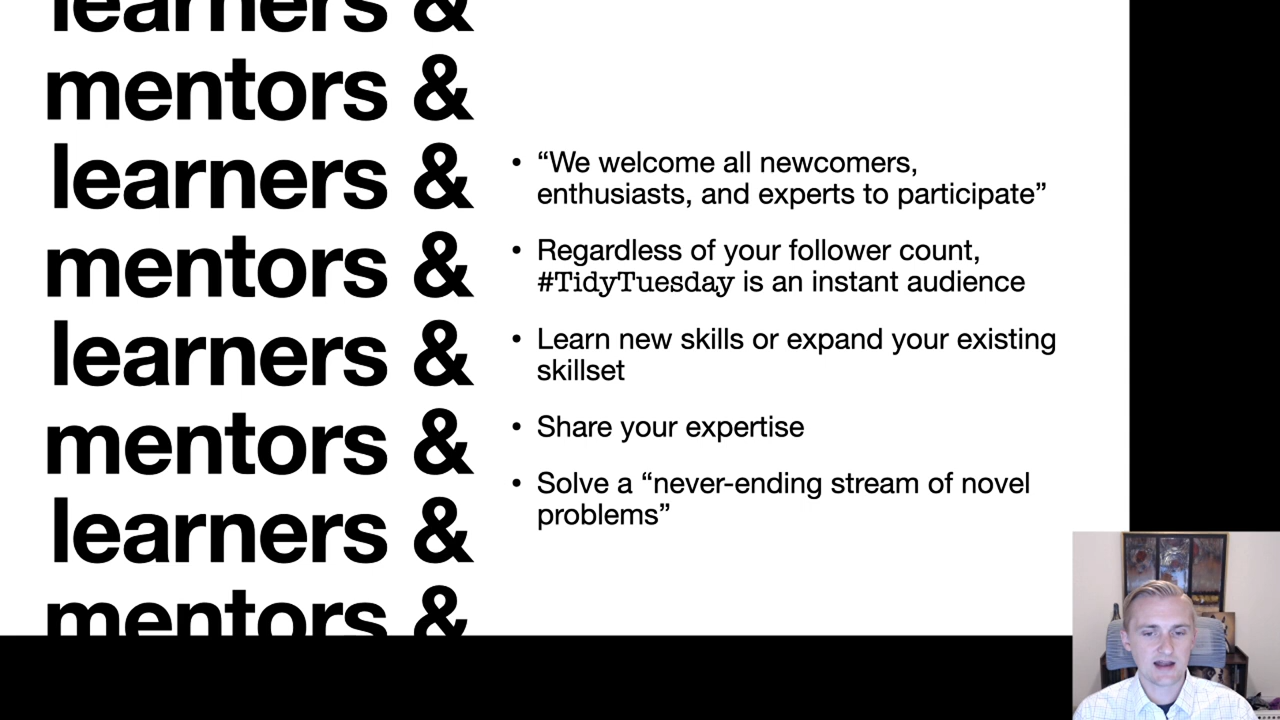 learners &
mentors &
learners &
mentors &
learners &
mentors &
learners &
mentors &
• “We welcome all newcomers,
enthusiasts, and experts to participate”
• Regardless of your follower count,
#TidyTuesday is an instant audience
• Learn new skills or expand your existing
skillset
• Share your expertise
• Solve a “never-ending stream of novel
problems”